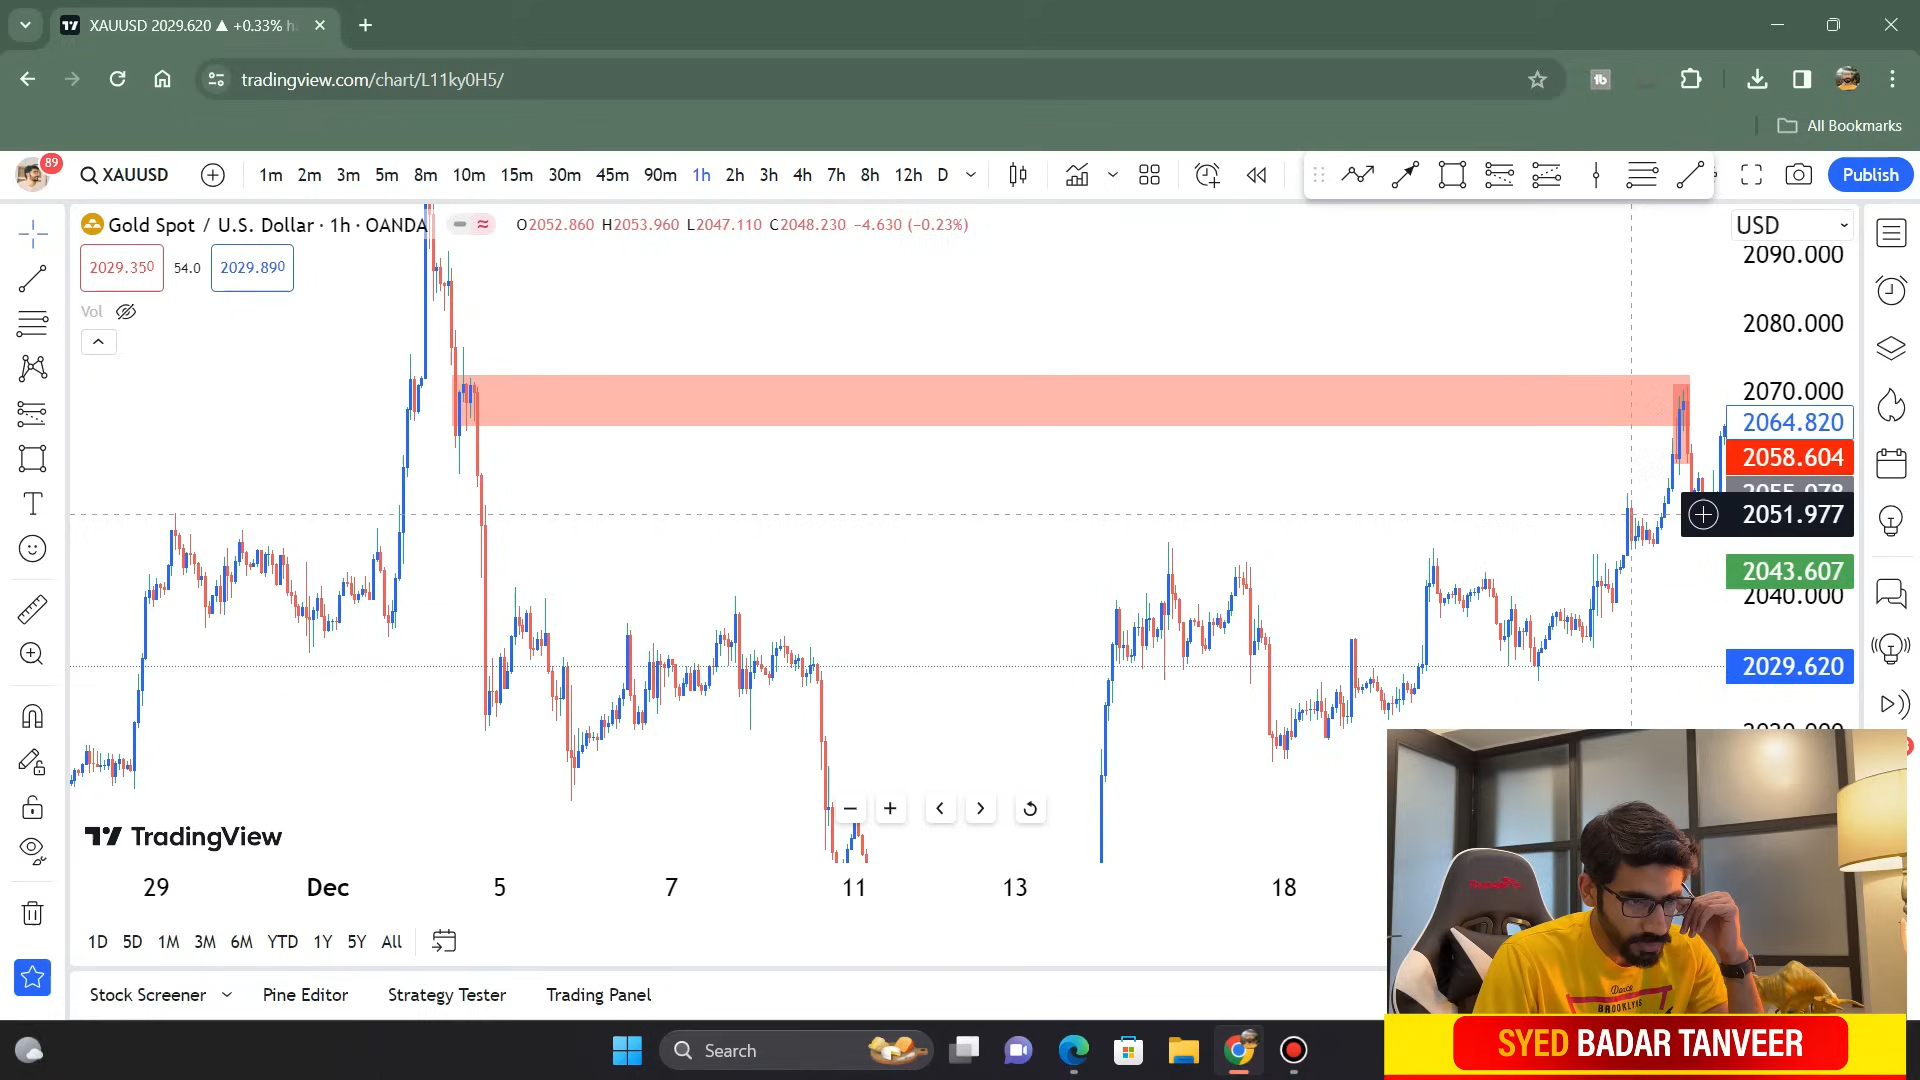 XAUUSD 2029.620 ▲ +0.33%
tradingview.com/chart/L11ky0H5/
All Bookmarks
89
XAUUSD
1m 2m 3m 5m 8m 10m 15m 30m 45m 90m 1h 2h 3h 4h 7h 8h 12h D
Publish
Gold Spot / U.S. Dollar · 1h · OANDA
O2052.860 H2053.960 L2047.110 C2048.230 −4.630 (−0.23%)
USD
2029.350 54.0 2029.890
Vol
2090.000
2080.000
2070.000
2064.820
2058.604
2055.078
2051.977
2043.607
2040.000
2029.620
TradingView
29 Dec 5 7 11 13 18
1D 5D 1M 3M 6M YTD 1Y 5Y All
Stock Screener Pine Editor Strategy Tester Trading Panel
Search
Dorce
BROOKLYN
SYED BADAR TANVEER